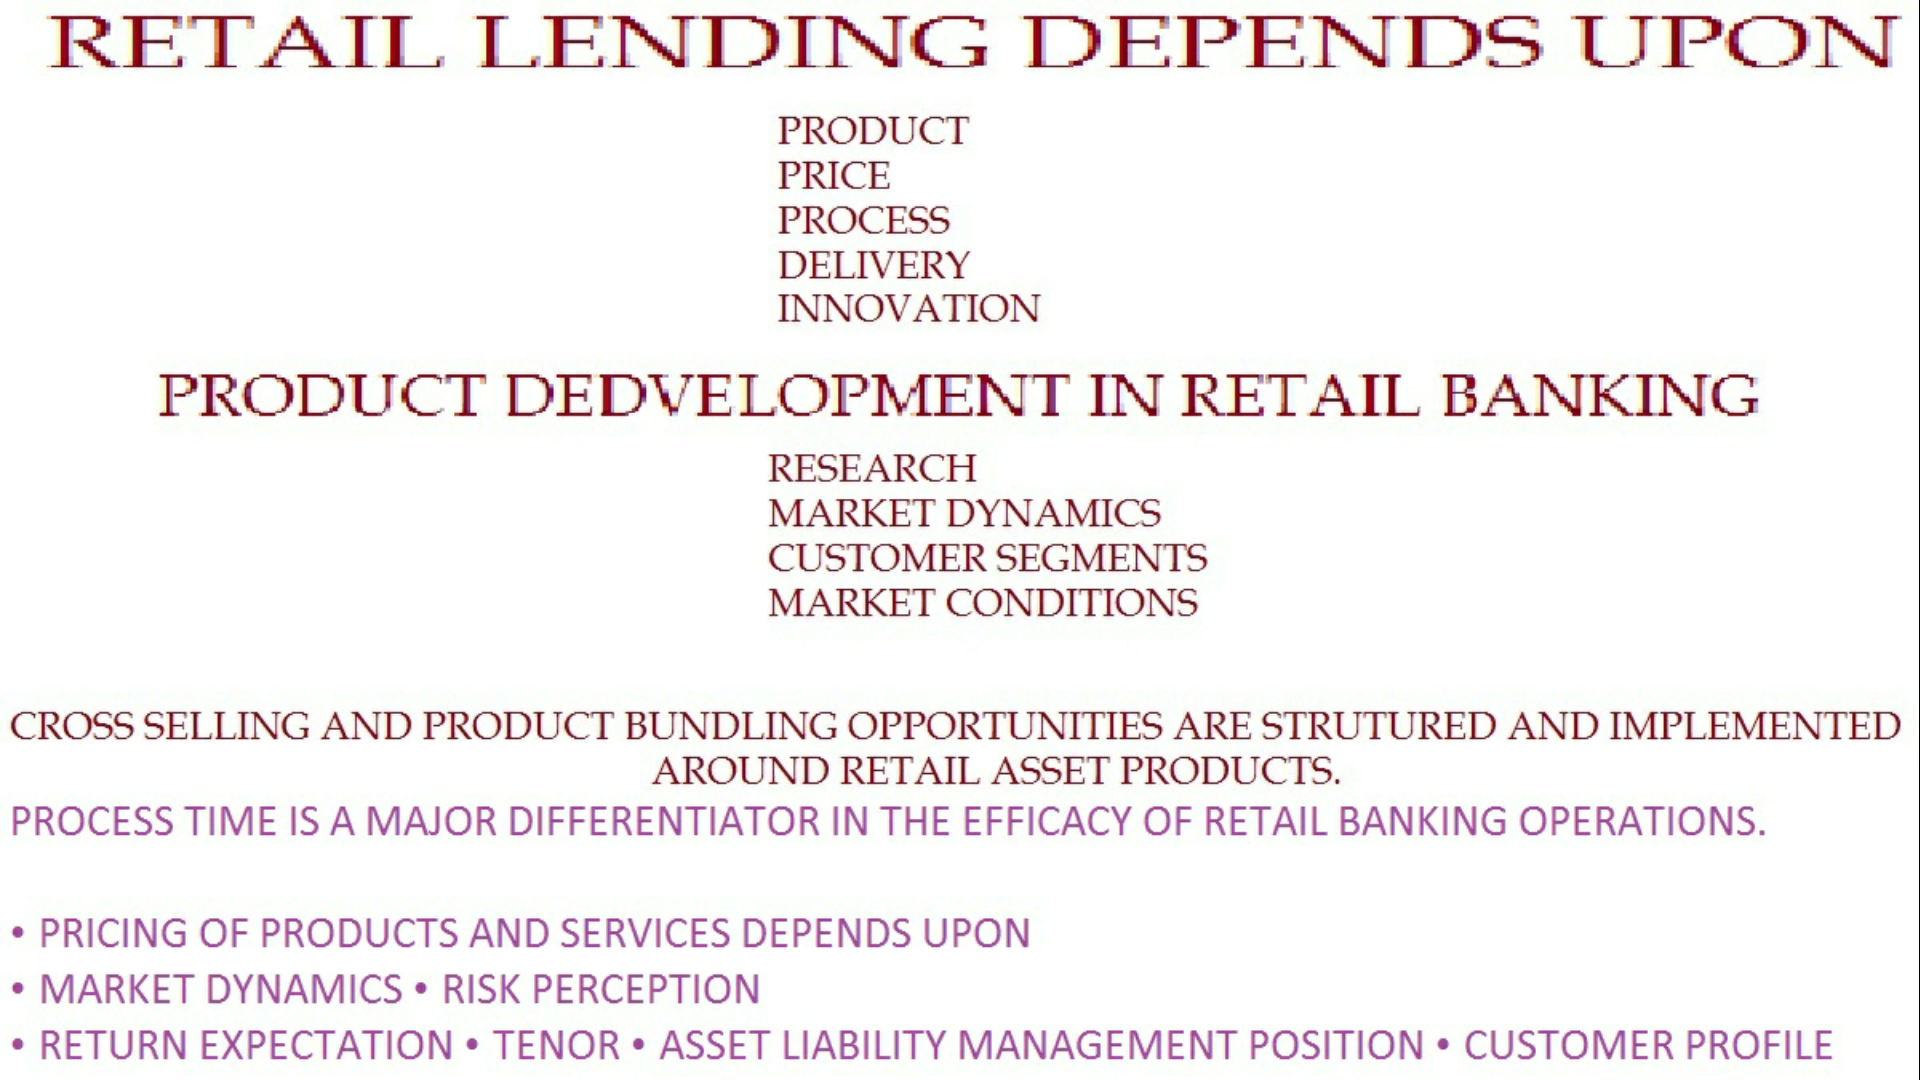 RETAIL LENDING DEPENDS UPON
PRODUCT
PRICE
PROCESS
DELIVERY
INNOVATION
PRODUCT DEDVELOPMENT IN RETAIL BANKING
RESEARCH
MARKET DYNAMICS
CUSTOMER SEGMENTS
MARKET CONDITIONS
CROSS SELLING AND PRODUCT BUNDLING OPPORTUNITIES ARE STRUTURED AND IMPLEMENTED
AROUND RETAIL ASSET PRODUCTS.
PROCESS TIME IS A MAJOR DIFFERENTIATOR IN THE EFFICACY OF RETAIL BANKING OPERATIONS.
• PRICING OF PRODUCTS AND SERVICES DEPENDS UPON
• MARKET DYNAMICS • RISK PERCEPTION
• RETURN EXPECTATION • TENOR • ASSET LIABILITY MANAGEMENT POSITION • CUSTOMER PROFILE